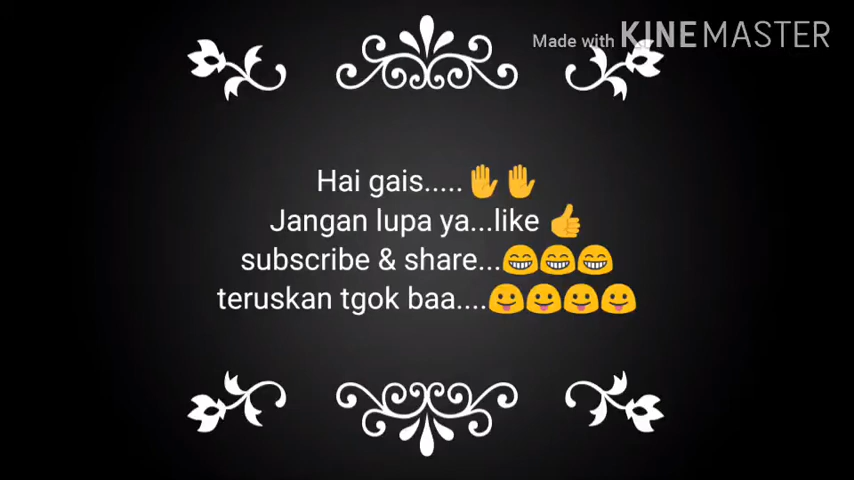 Made with KINEMASTER
Hai gais.....✋✋
Jangan lupa ya...like 👍
subscribe & share...😁😁😁
teruskan tgok baa....😛😛😛😛